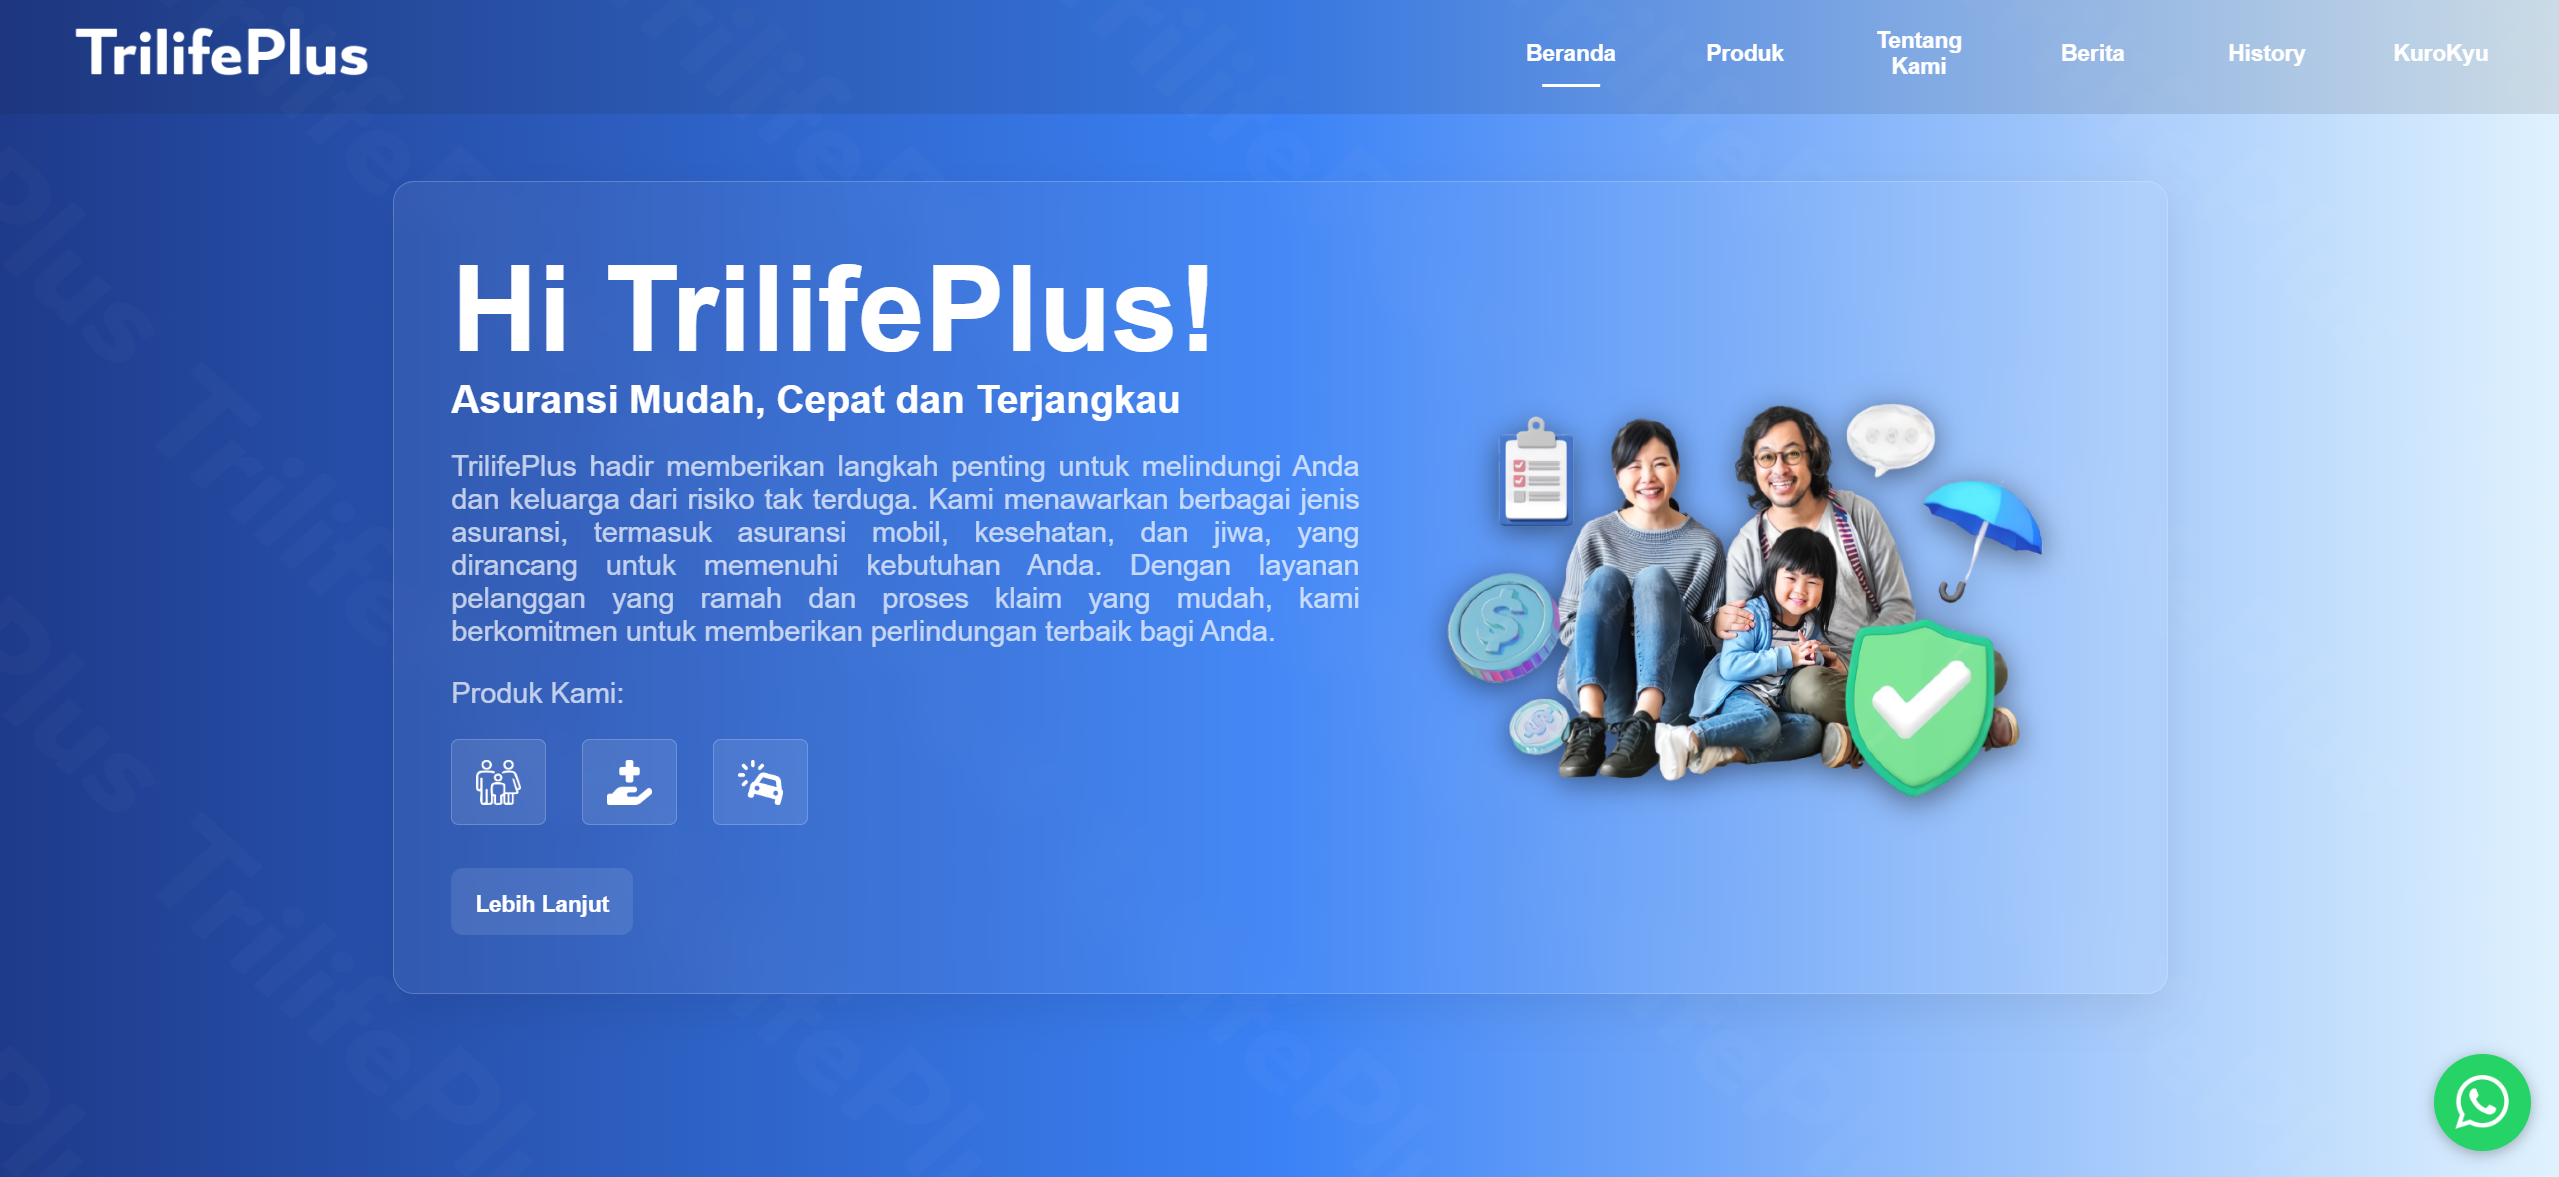 TrilifePlus
Beranda
Produk
Tentang
Kami
Berita
History
KuroKyu
Hi TrilifePlus!
Asuransi Mudah, Cepat dan Terjangkau
TrilifePlus hadir memberikan langkah penting untuk melindungi Anda
dan keluarga dari risiko tak terduga. Kami menawarkan berbagai jenis
asuransi, termasuk asuransi mobil, kesehatan, dan jiwa, yang
dirancang untuk memenuhi kebutuhan Anda. Dengan layanan
pelanggan yang ramah dan proses klaim yang mudah, kami
berkomitmen untuk memberikan perlindungan terbaik bagi Anda.
Produk Kami:
Lebih Lanjut